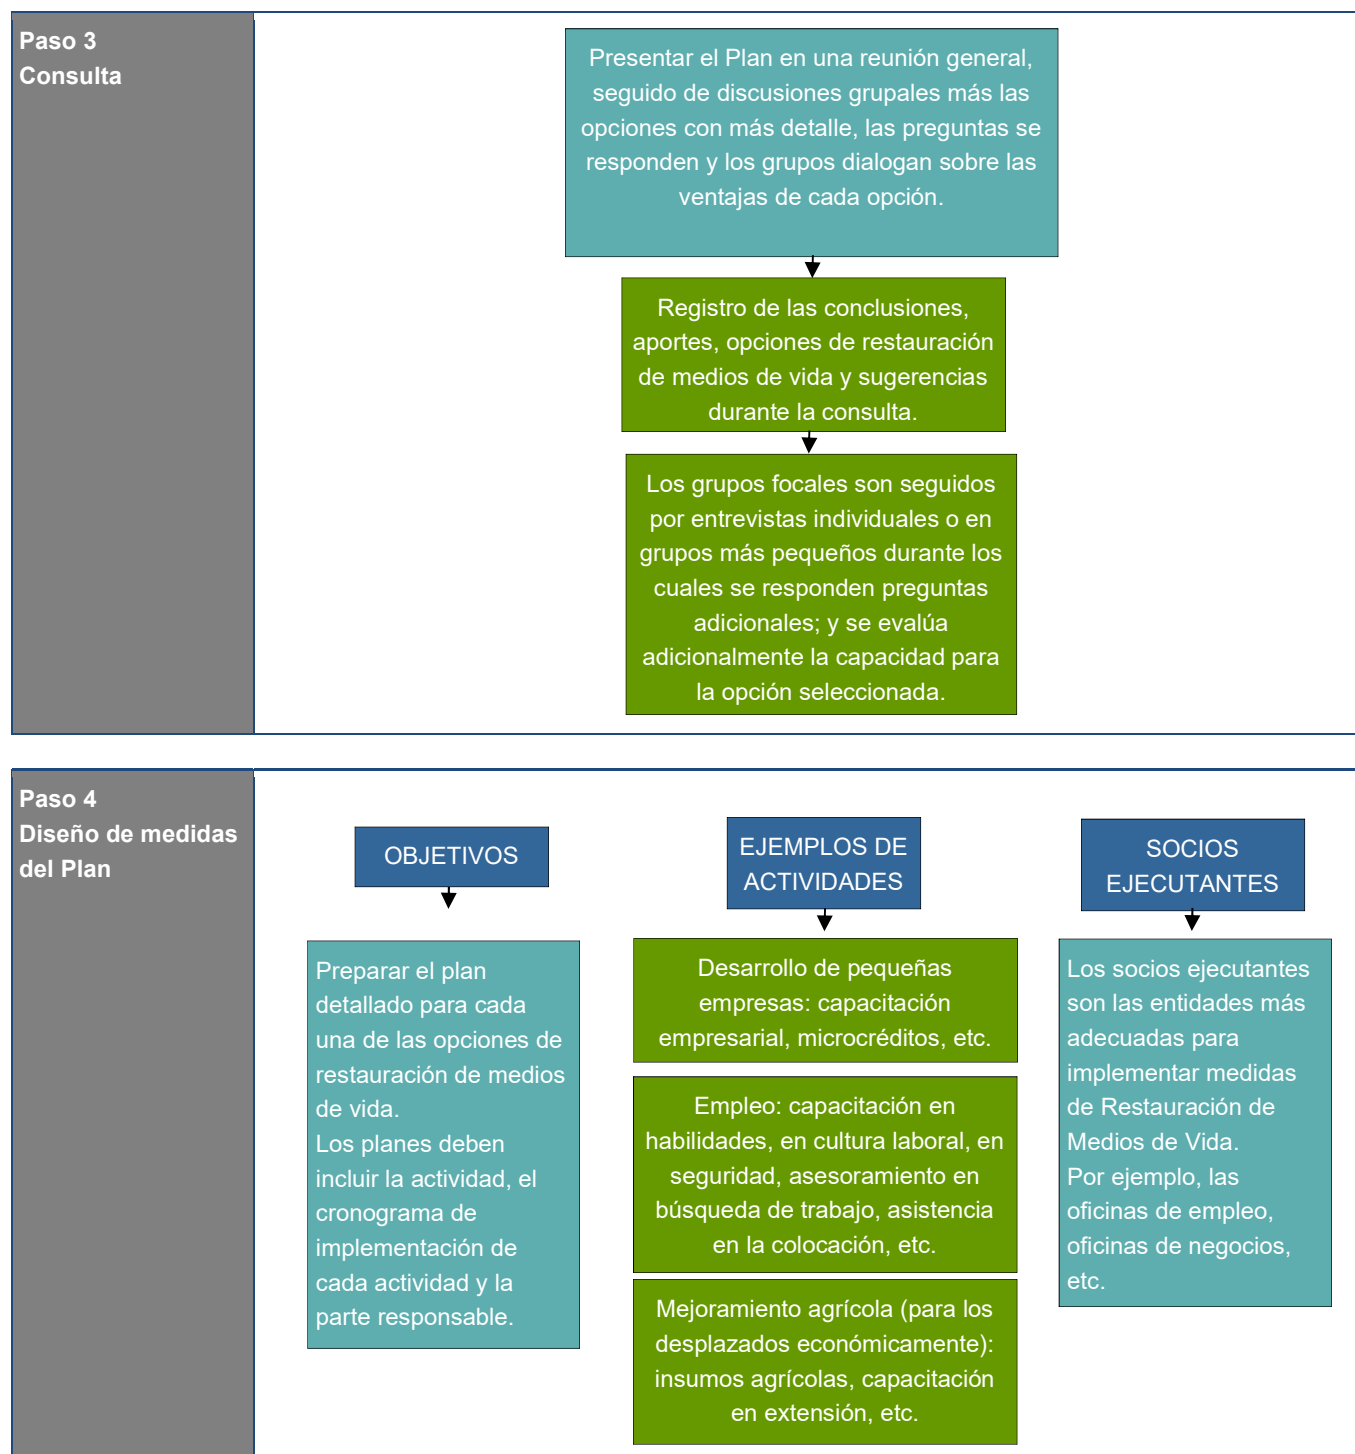 Paso 3
Consulta
Presentar el Plan en una reunión general,
seguido de discusiones grupales más las
opciones con más detalle, las preguntas se
responden y los grupos dialogan sobre las
ventajas de cada opción.
Registro de las conclusiones,
aportes, opciones de restauración
de medios de vida y sugerencias
durante la consulta.
Los grupos focales son seguidos
por entrevistas individuales o en
grupos más pequeños durante los
cuales se responden preguntas
adicionales; y se evalúa
adicionalmente la capacidad para
la opción seleccionada.
Paso 4
Diseño de medidas
del Plan
OBJETIVOS
Preparar el plan
detallado para cada
una de las opciones de
restauración de medios
de vida.
Los planes deben
incluir la actividad, el
cronograma de
implementación de
cada actividad y la
parte responsable.
EJEMPLOS DE
ACTIVIDADES
Desarrollo de pequeñas
empresas: capacitación
empresarial, microcréditos, etc.
Empleo: capacitación en
habilidades, en cultura laboral, en
seguridad, asesoramiento en
búsqueda de trabajo, asistencia
en la colocación, etc.
Mejoramiento agrícola (para los
desplazados económicamente):
insumos agrícolas, capacitación
en extensión, etc.
SOCIOS
EJECUTANTES
Los socios ejecutantes
son las entidades más
adecuadas para
implementar medidas
de Restauración de
Medios de Vida.
Por ejemplo, las
oficinas de empleo,
oficinas de negocios,
etc.